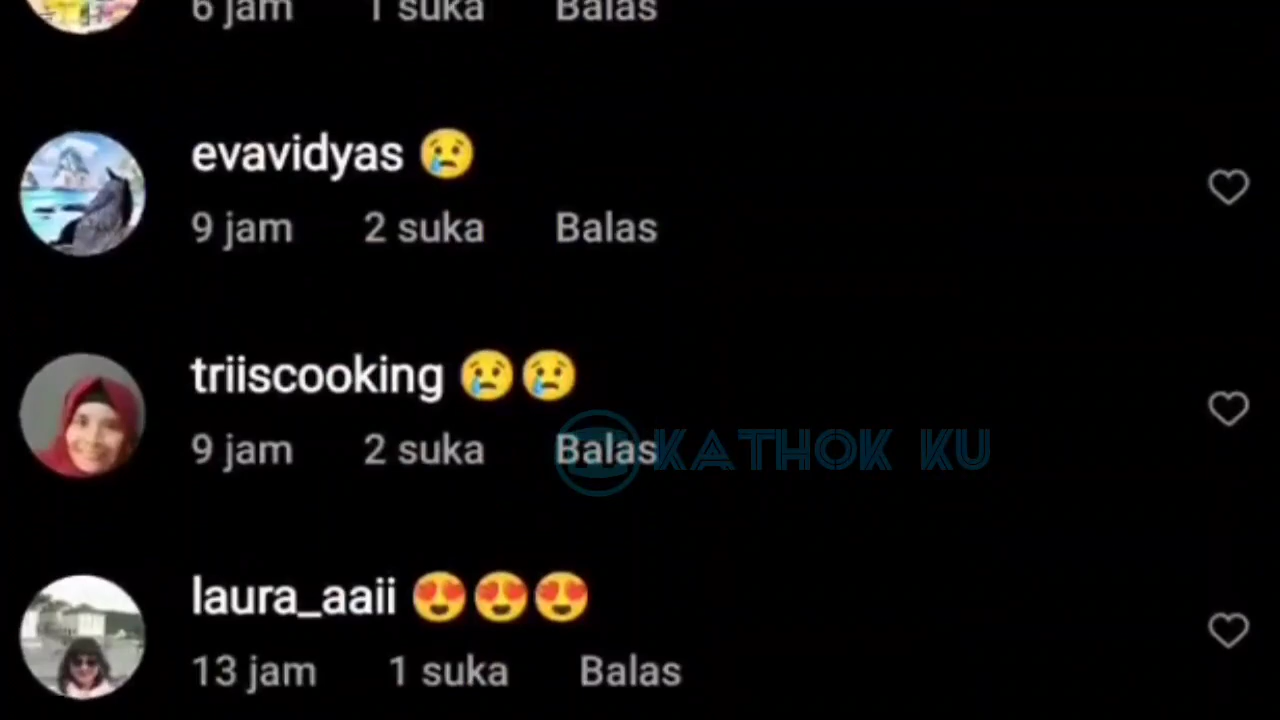 6 jam 1 suka Balas
evavidyas 😢
9 jam 2 suka Balas
triiscooking 😢😢
9 jam 2 suka Balas
KATHOK KU
laura_aaii 😍😍😍
13 jam 1 suka Balas